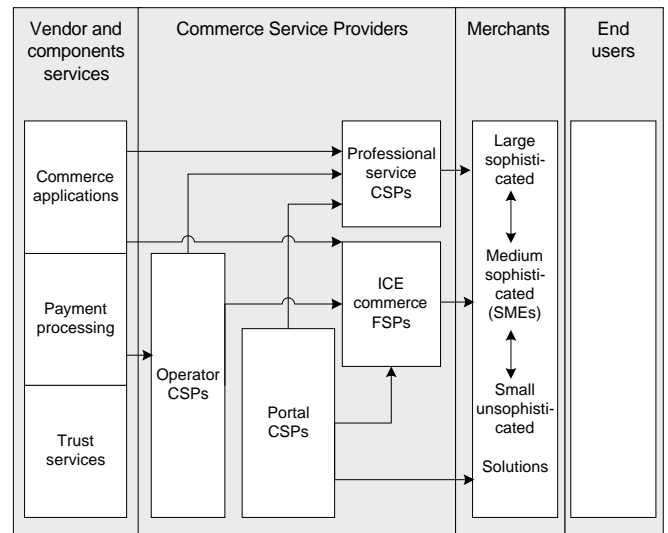 Vendor and
components
services
Commerce Service Providers
Merchants
End
users
Commerce
applications
Payment
processing
Trust
services
Operator
CSPs
Portal
CSPs
Professional
service
CSPs
ICE
commerce
FSPs
Large
sophisti-
cated
Medium
sophisti-
cated
(SMEs)
Small
unsophisti-
cated
Solutions